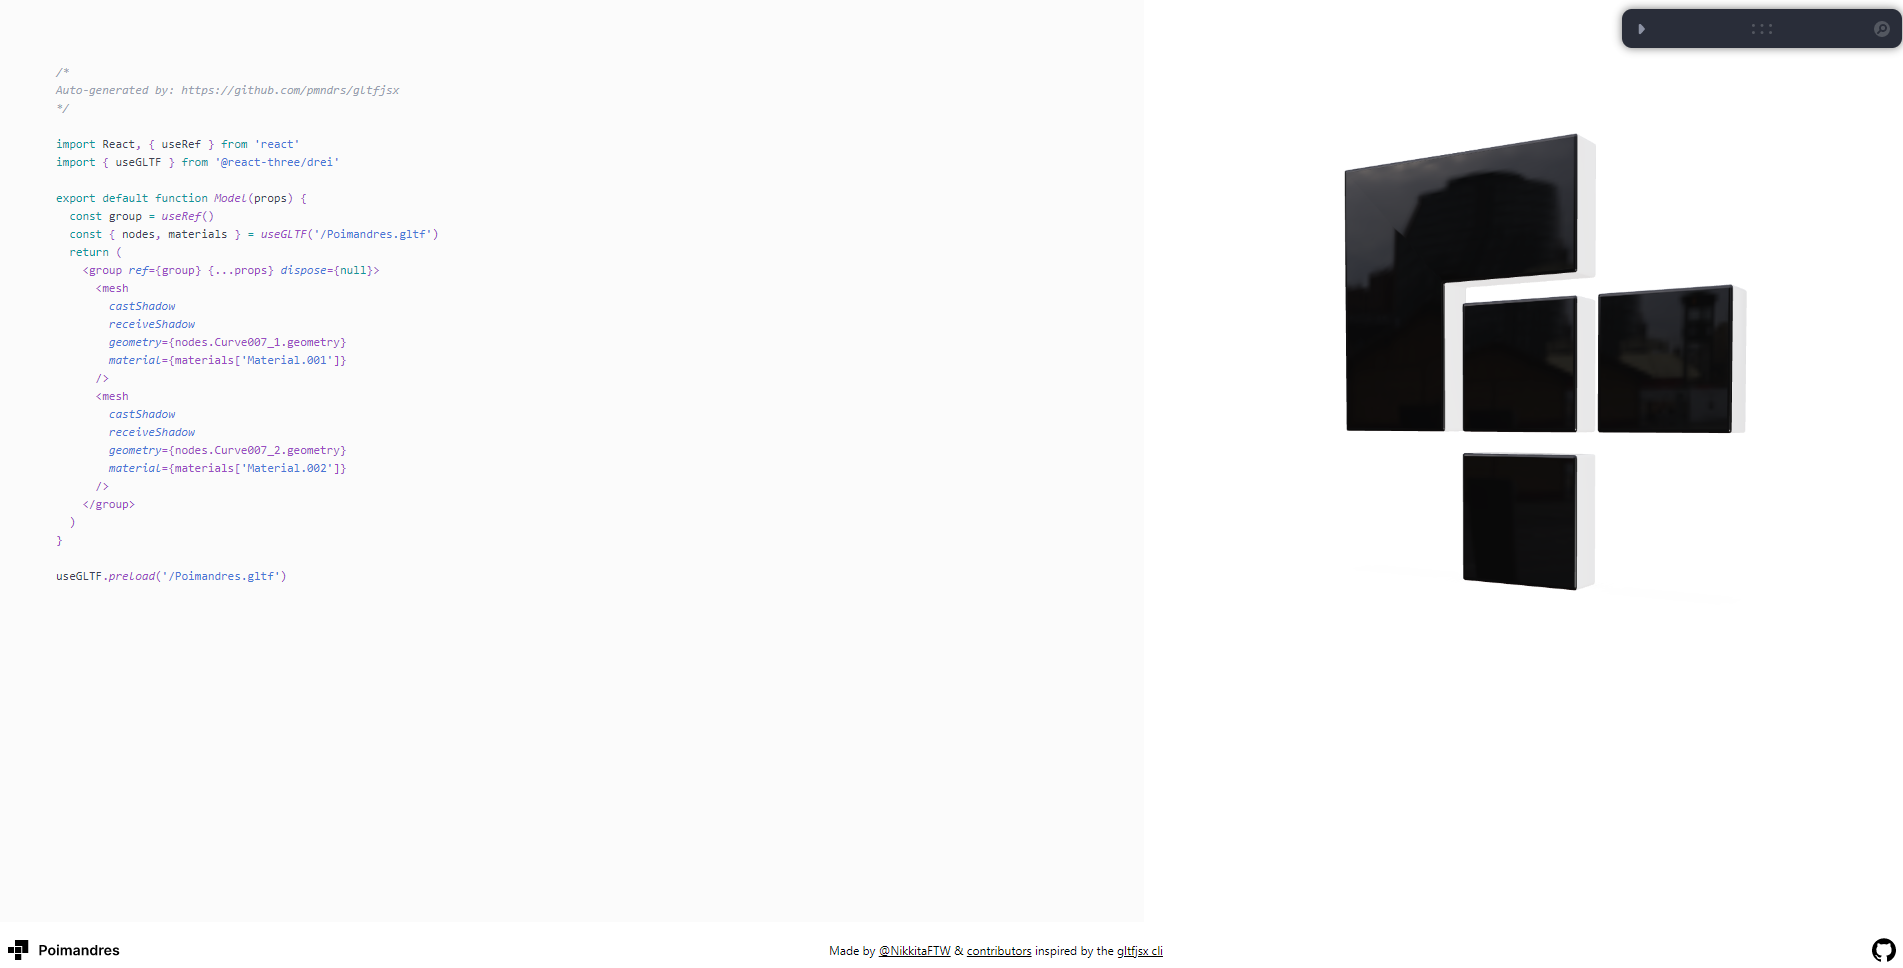 /*
Auto-generated by: https://github.com/pmndrs/gltfjsx
*/
import React, { useRef } from 'react'
import { useGLTF } from '@react-three/drei'
export default function Model(props) {
const group = useRef()
const { nodes, materials } = useGLTF('/Poimandres.gltf')
return (
<group ref={group} {...props} dispose={null}>
<mesh
castShadow
receiveShadow
geometry={nodes.Curve007_1.geometry}
material={materials['Material.001']}
/>
<mesh
castShadow
receiveShadow
geometry={nodes.Curve007_2.geometry}
material={materials['Material.002']}
/>
</group>
)
}
useGLTF.preload('/Poimandres.gltf')
Poimandres
Made by @NikkitaFTW & contributors inspired by the gltfjsx cli